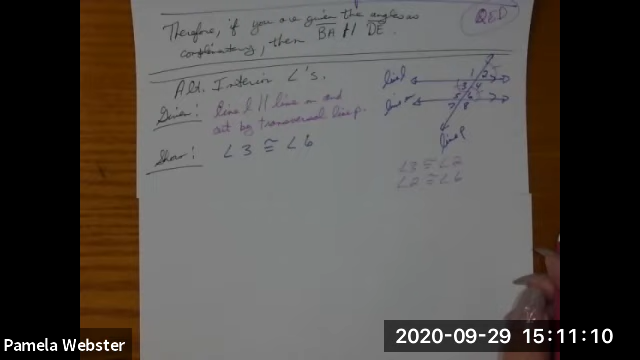 Therefore, if you are given the angles as
complementary, then BA // DE.
QED
Alt. Interior ∠'s.
Given: Line l // line m and
cut by transversal line p.
Show: ∠3 ≅ ∠6
line l
line m
1 2
3 4
5 6
7 8
line p
∠3 ≅ ∠2
∠2 ≅ ∠6
Pamela Webster
2020-09-29 15:11:10